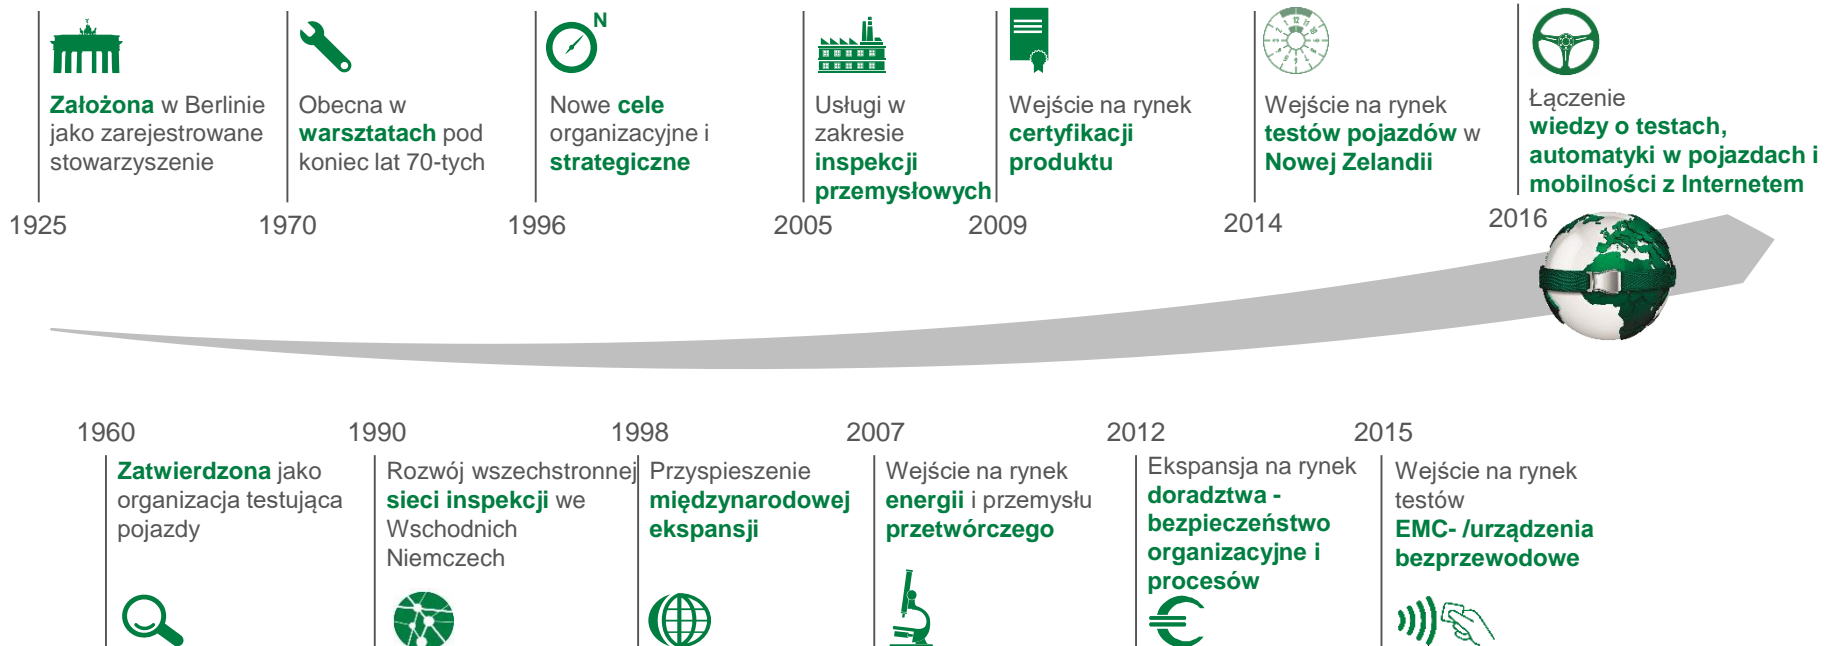 N
Założona w Berlinie
jako zarejestrowane
stowarzyszenie
1925
Obecna w
warsztatach pod
koniec lat 70-tych
1970
Nowe cele
organizacyjne i
strategiczne
1996
Usługi w
zakresie
inspekcji
przemysłowych
2005
Wejście na rynek
certyfikacji
produktu
2009
Wejście na rynek
testów pojazdów w
Nowej Zelandii
2014
Łączenie
wiedzy o testach,
automatyki w pojazdach i
mobilności z Internetem
2016
1960
Zatwierdzona jako
organizacja testująca
pojazdy
1990
Rozwój wszechstronnej
sieci inspekcji we
Wschodnich
Niemczech
1998
Przyspieszenie
międzynarodowej
ekspansji
2007
Wejście na rynek
energii i przemysłu
przetwórczego
2012
Ekspansja na rynek
doradztwa -
bezpieczeństwo
organizacyjne i
procesów
2015
Wejście na rynek
testów
EMC- /urządzenia
bezprzewodowe